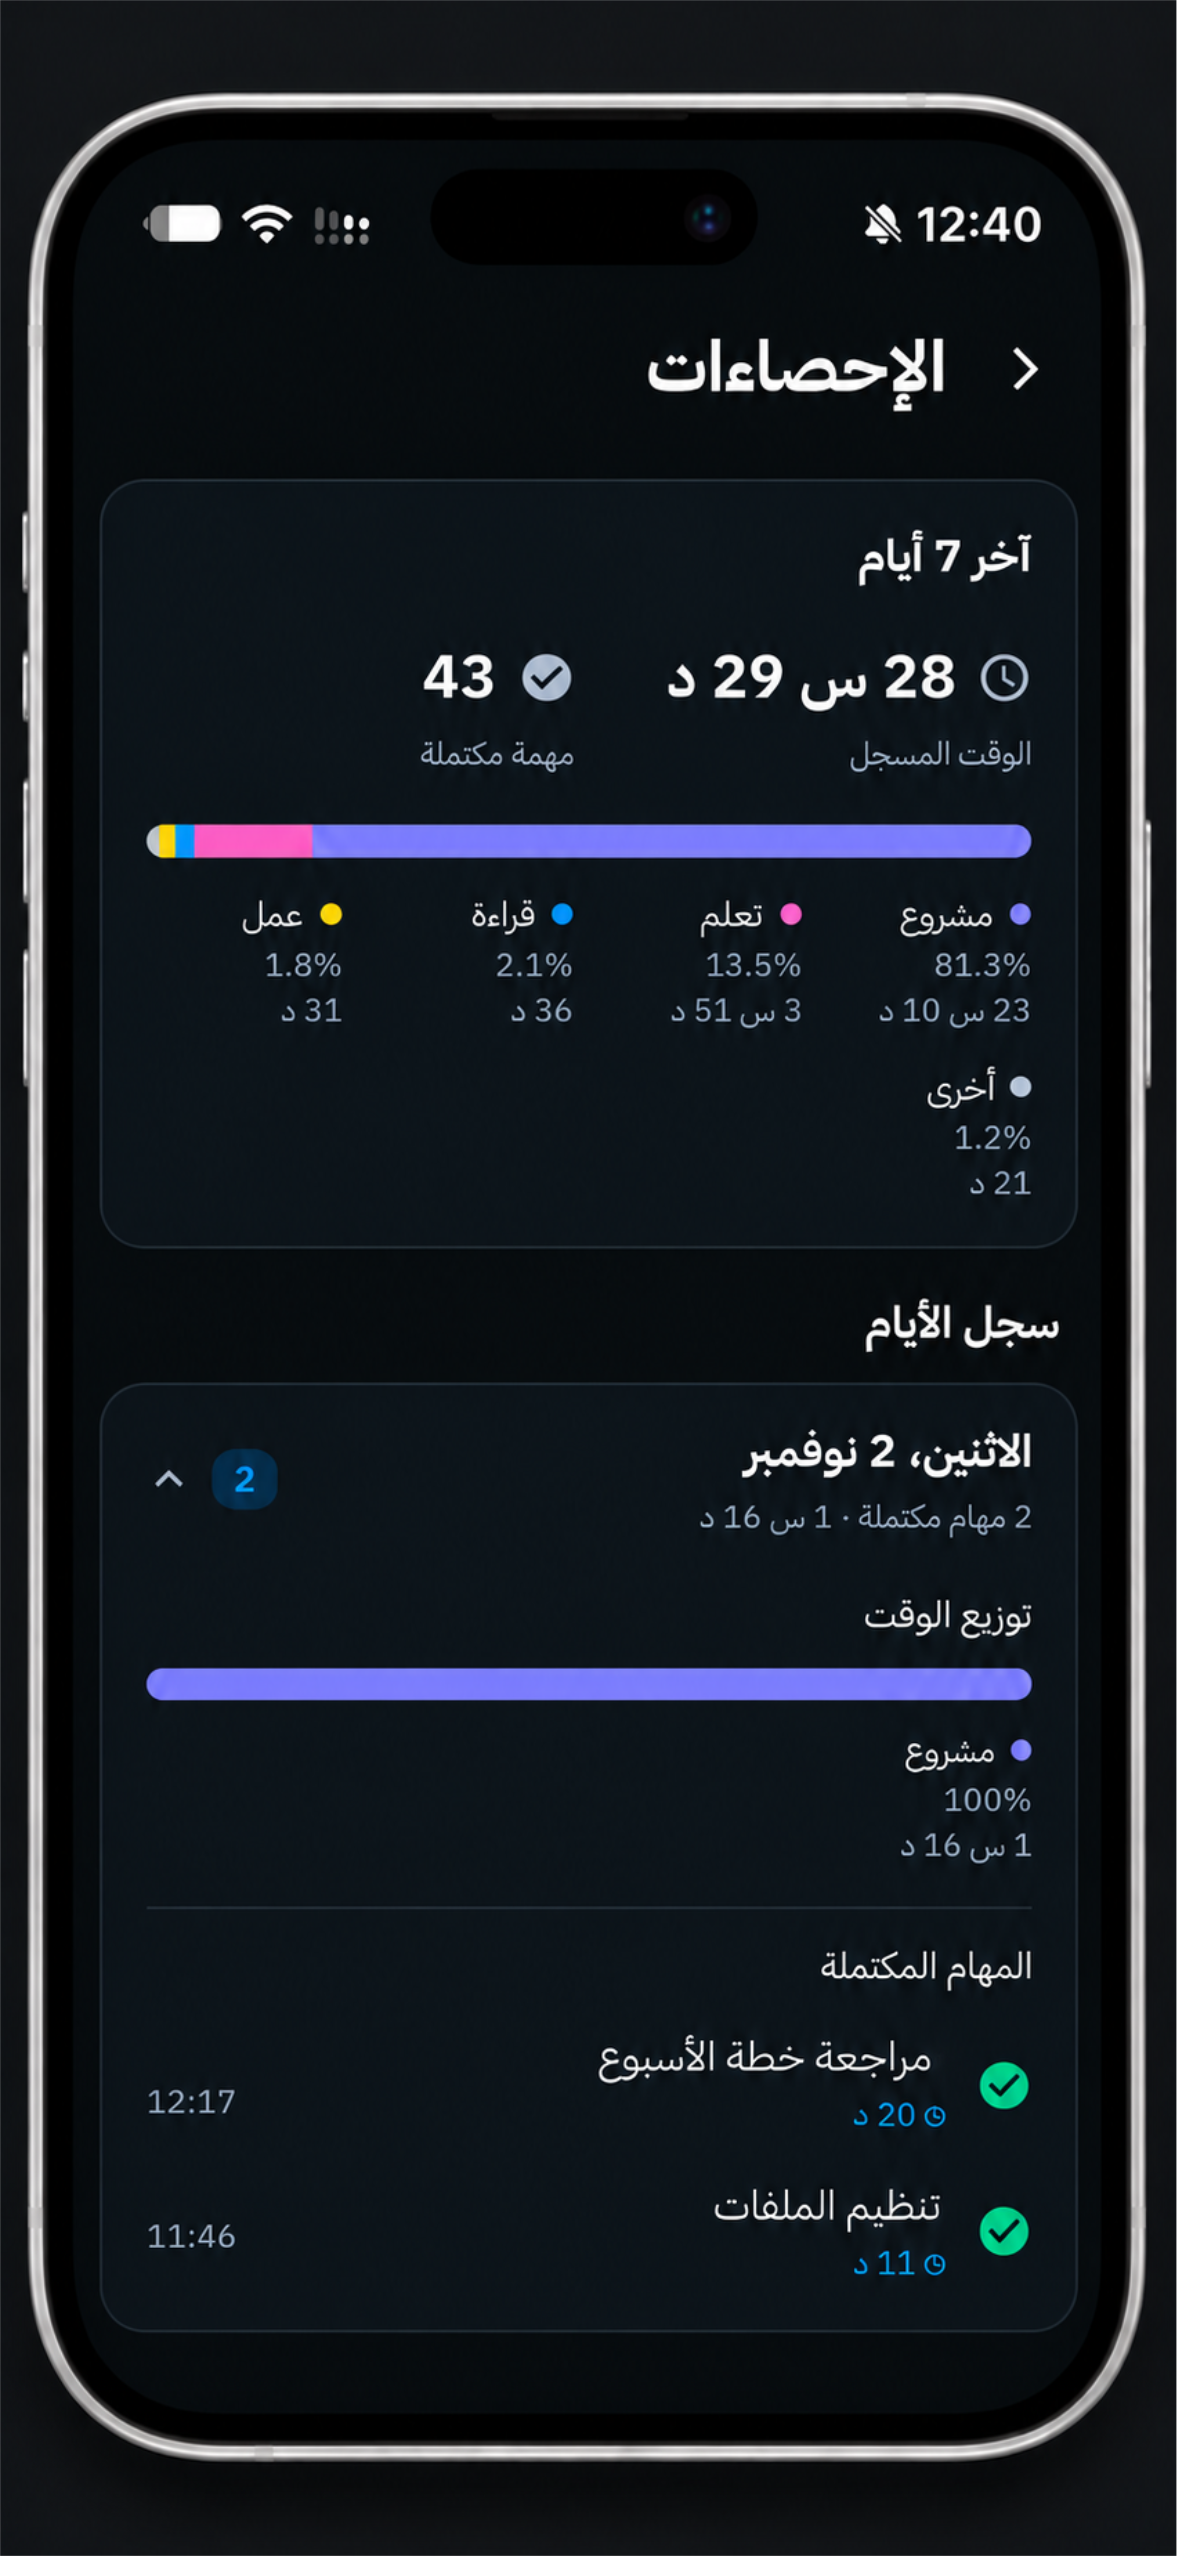 12:40
الإحصاءات
آخر 7 أيام
28 س 29 د
الوقت المسجل
43
مهمة مكتملة
مشروع
81.3%
23 س 10 د
تعلم
13.5%
3 س 51 د
قراءة
2.1%
36 د
عمل
1.8%
31 د
أخرى
1.2%
21 د
سجل الأيام
الاثنين، 2 نوفمبر
2 مهام مكتملة · 1 س 16 د
2
توزيع الوقت
مشروع
100%
1 س 16 د
المهام المكتملة
مراجعة خطة الأسبوع
20 د
12:17
تنظيم الملفات
11 د
11:46